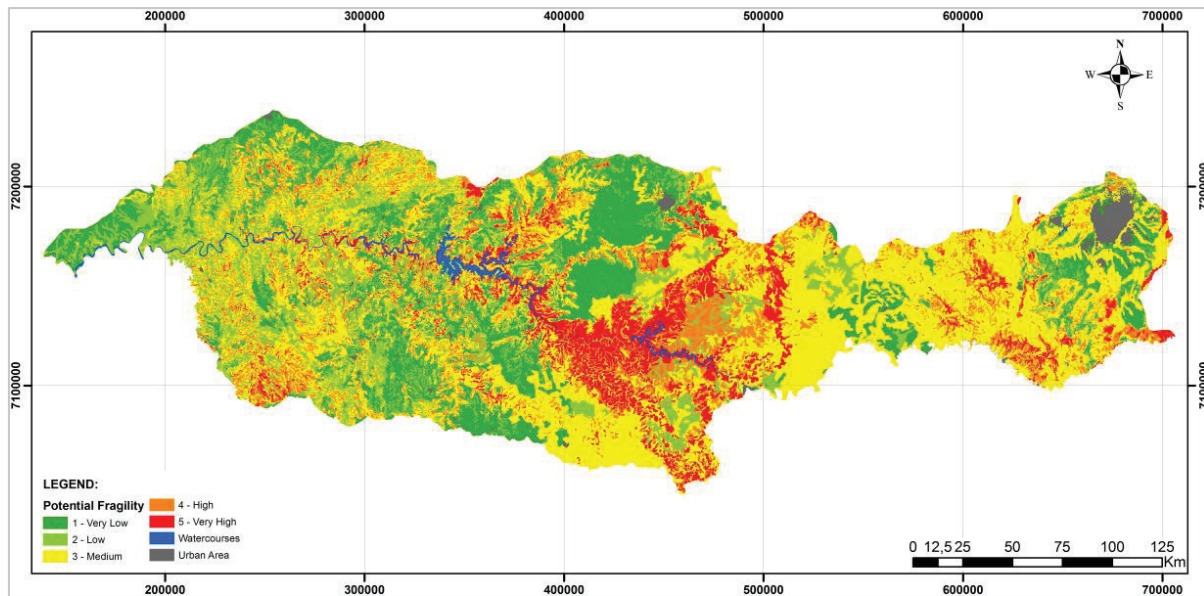 200000 300000 400000 500000 600000 700000
N
W E
S
7200000 7200000
7100000 7100000
LEGEND:
Potential Fragility
1 - Very Low
2 - Low
3 - Medium
4 - High
5 - Very High
Watercourses
Urban Area
0 12,5 25 50 75 100 125
Km
200000 300000 400000 500000 600000 700000